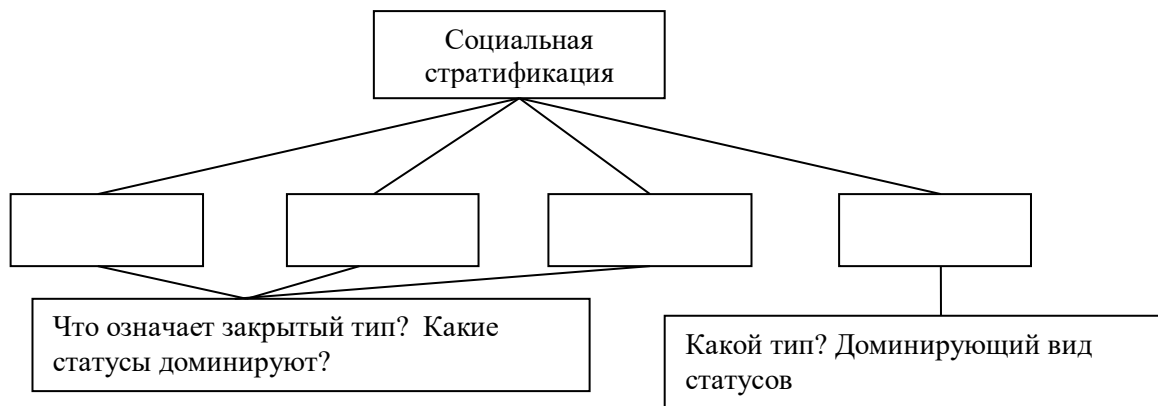 Социальная
стратификация
Что означает закрытый тип?  Какие
статусы доминируют?
Какой тип? Доминирующий вид
статусов